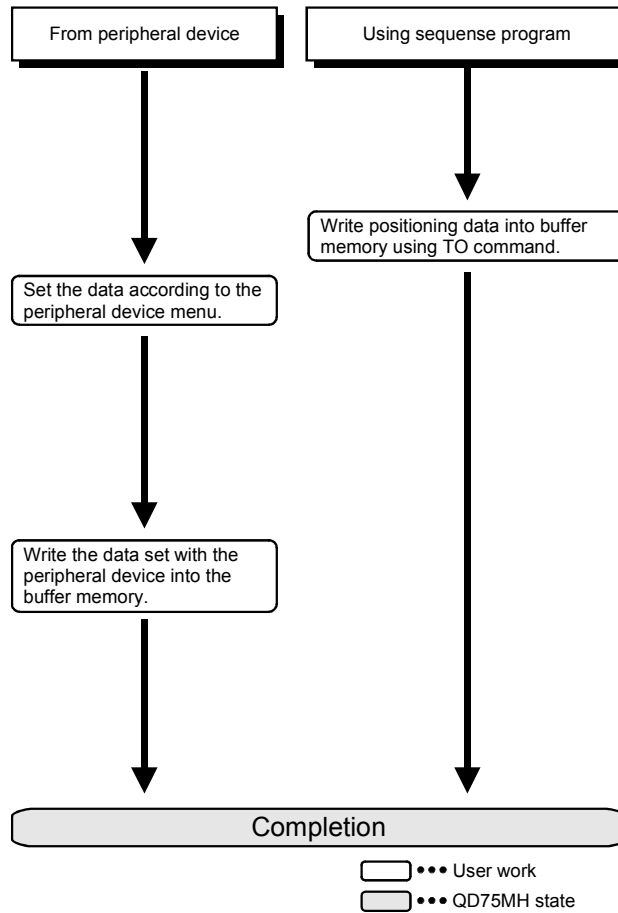 From peripheral device
Using sequense program
Write positioning data into buffer
memory using TO command.
Set the data according to the
peripheral device menu.
Write the data set with the
peripheral device into the
buffer memory.
Completion
••• User work
••• QD75MH state